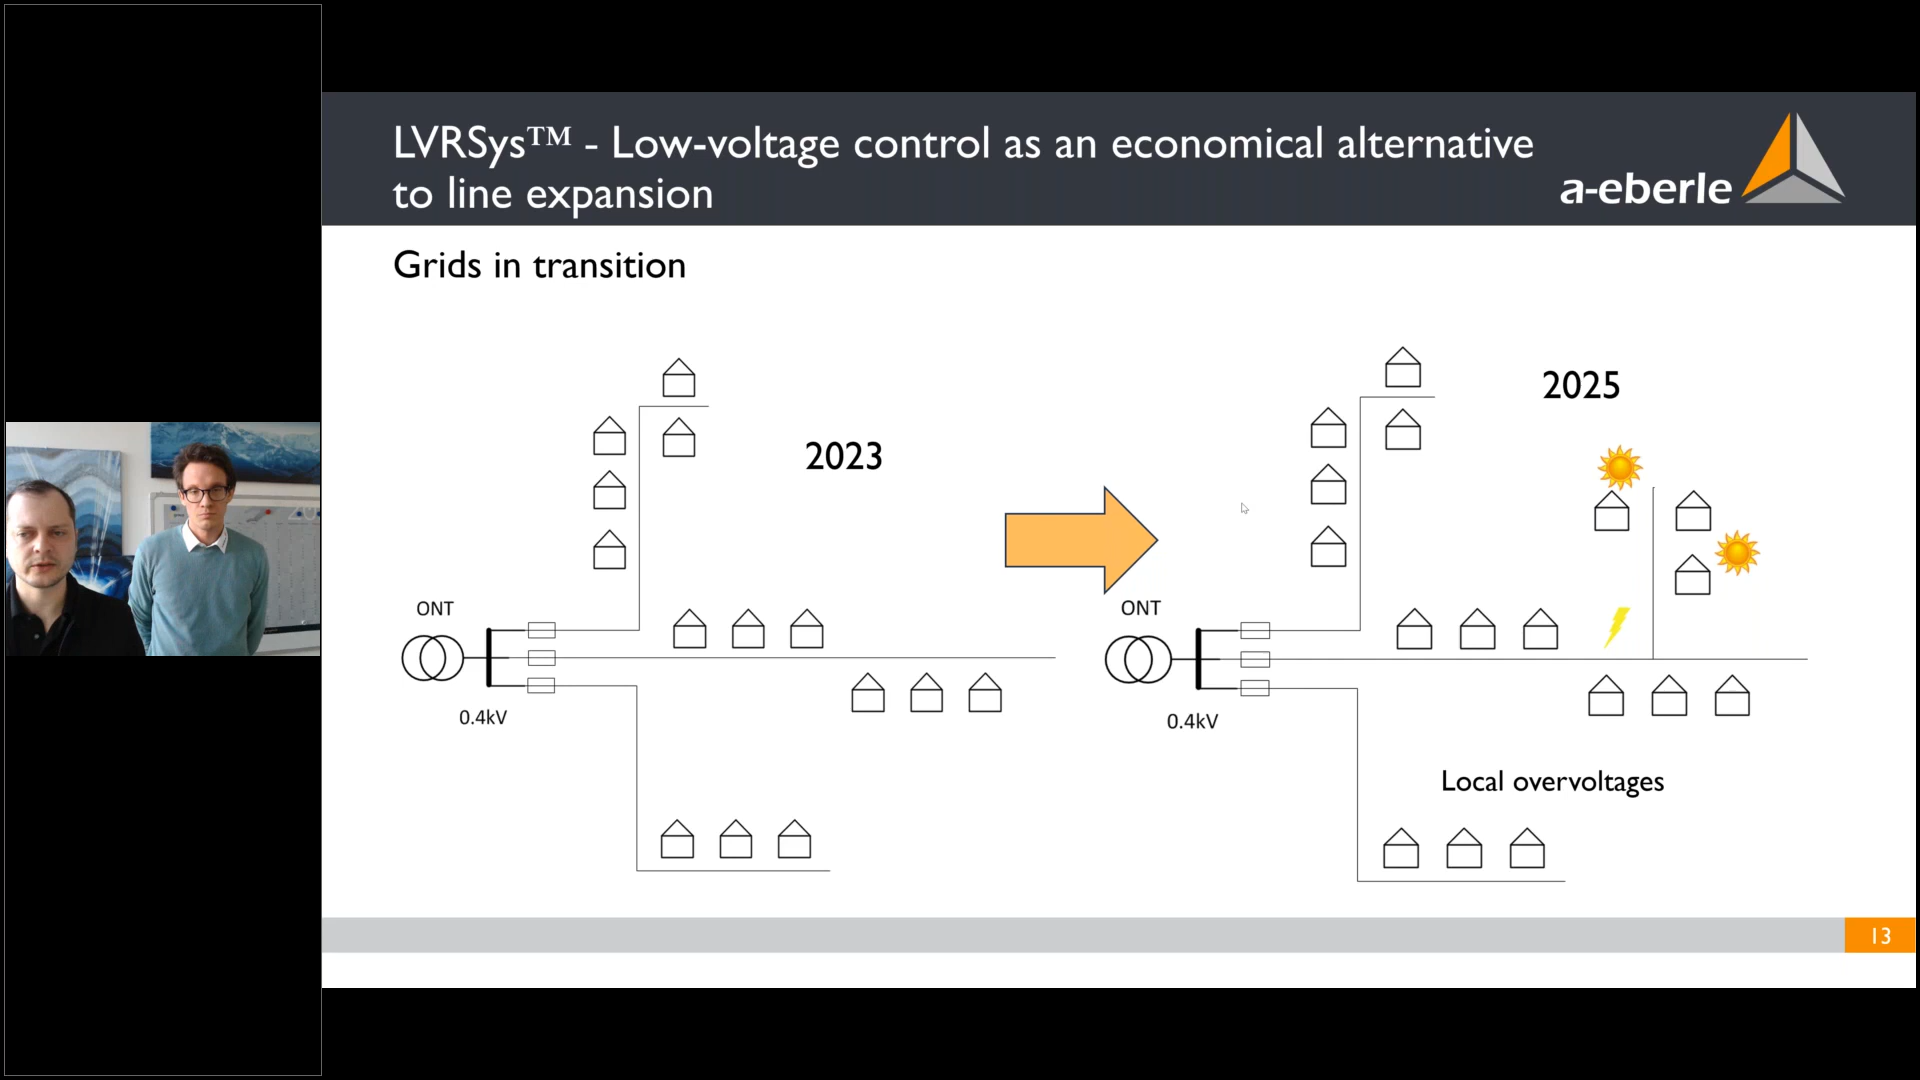 LVRSys™ - Low-voltage control as an economical alternative
to line expansion
a-eberle
Grids in transition
2023
ONT
0.4kV
2025
ONT
0.4kV
Local overvoltages
13